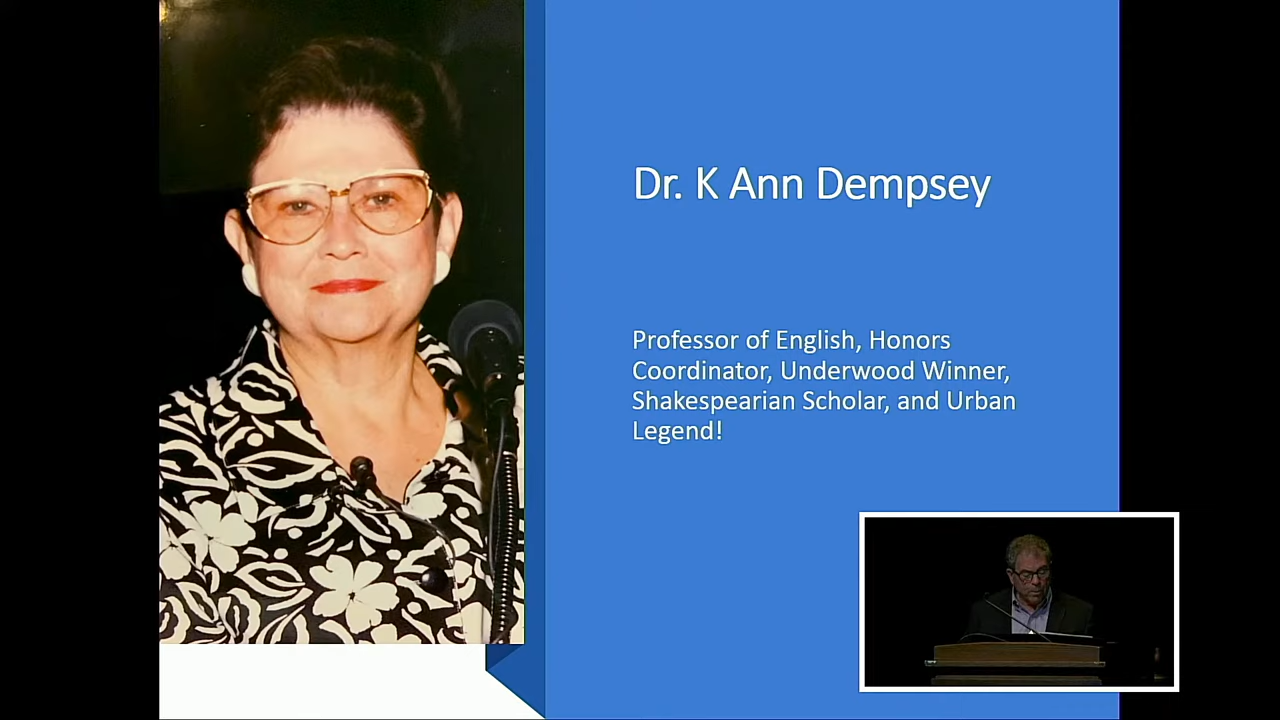 Dr. K Ann Dempsey
Professor of English, Honors
Coordinator, Underwood Winner,
Shakespearian Scholar, and Urban
Legend!